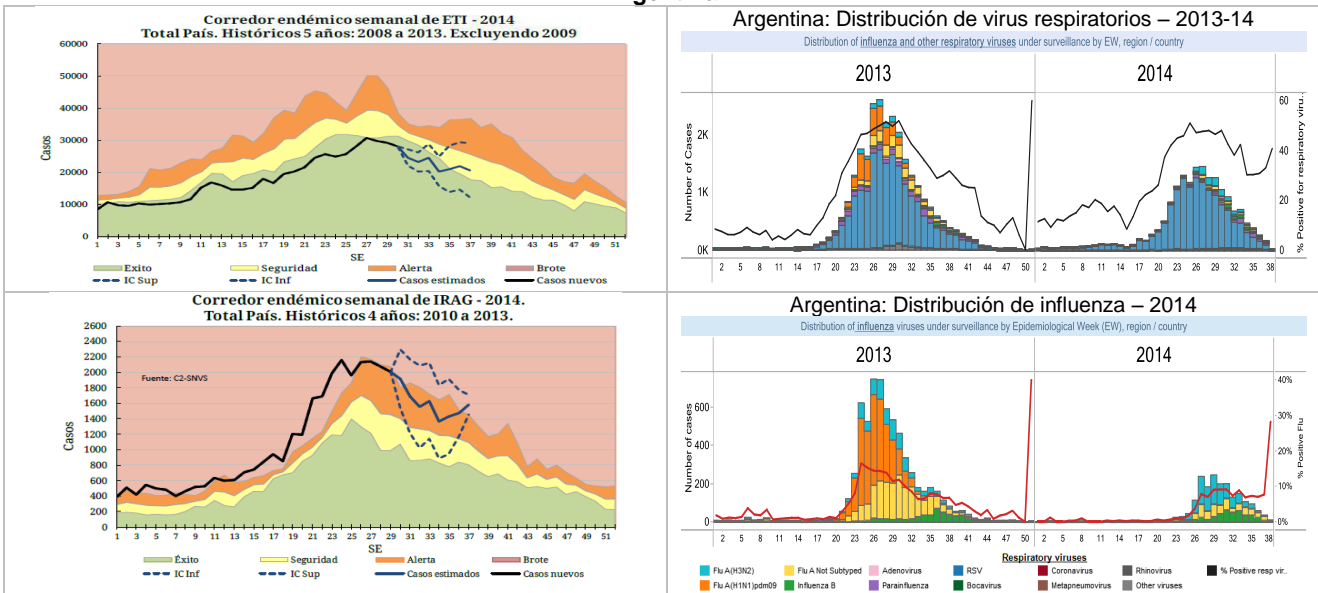 Corredor endémico semanal de ETI - 2014
Total País. Históricos 5 años: 2008 a 2013. Excluyendo 2009
60000
50000
40000
30000
20000
10000
0
Casos
1 3 5 7 9 11 13 15 17 19 21 23 25 27 29 31 33 35 37 39 41 43 45 47 49 51
SE
Exito Seguridad Alerta Brote
IC Sup IC Inf Casos estimados Casos nuevos
Argentina: Distribución de virus respiratorios – 2013-14
Distribution of influenza and other respiratory viruses under surveillance by EW, region / country
2013 2014
Number of Cases
2K
1K
0K
60
40
20
0
% Positive for respiratory viru..
2 5 8 11 14 17 20 23 26 29 32 35 38 41 44 47 50 2 5 8 11 14 17 20 23 26 29 32 35 38
Corredor endémico semanal de IRAG - 2014.
Total País. Históricos 4 años: 2010 a 2013.
2600
2400
2200
2000
1800
1600
1400
1200
1000
800
600
400
200
0
Casos
Fuente: C2-SNVS
1 3 5 7 9 11 13 15 17 19 21 23 25 27 29 31 33 35 37 39 41 43 45 47 49 51
SE
Éxito Seguridad Alerta Brote
IC Inf IC Sup Casos estimados Casos nuevos
Argentina: Distribución de influenza – 2014
Distribution of influenza viruses under surveillance by Epidemiological Week (EW), region / country
2013 2014
Number of cases
600
400
200
0
40%
30%
20%
10%
0%
% Positive Flu
2 5 8 11 14 17 20 23 26 29 32 35 38 41 44 47 50 2 5 8 11 14 17 20 23 26 29 32 35 38
Respiratory viruses
Flu A(H3N2) Flu A Not Subtyped Adenovirus RSV Coronavirus Rhinovirus % Positive resp vir..
Flu A(H1N1)pdm09 Influenza B Parainfluenza Bocavirus Metapneumovirus Other viruses